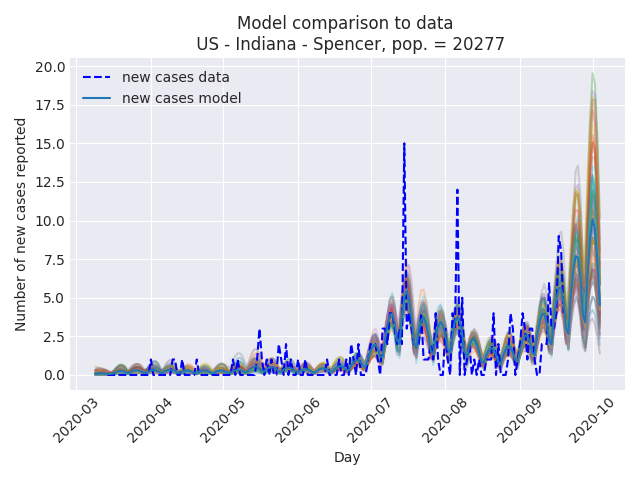 Model comparison to data
US - Indiana - Spencer, pop. = 20277
new cases data
new cases model
Number of new cases reported
20.0
17.5
15.0
12.5
10.0
7.5
5.0
2.5
0.0
2020-03
2020-04
2020-05
2020-06
2020-07
2020-08
2020-09
2020-10
Day